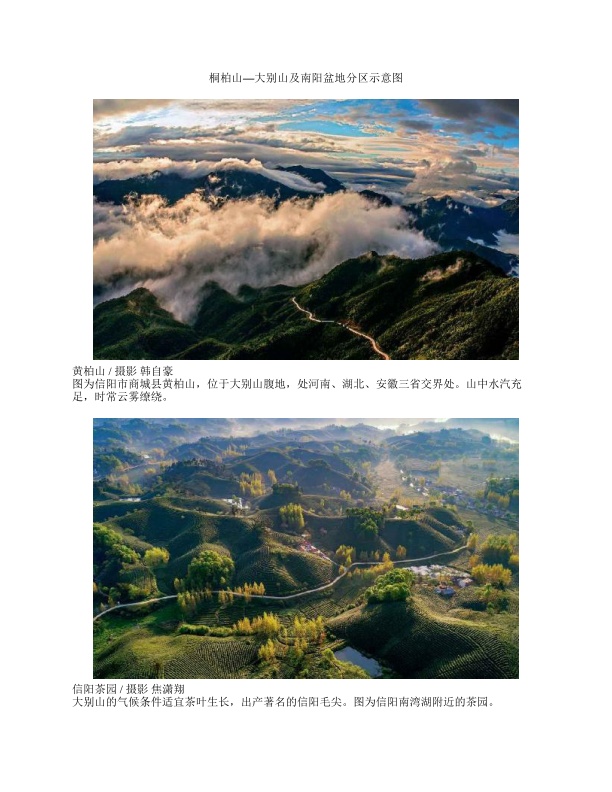 桐柏山—大别山及南阳盆地分区示意图
黄柏山 / 摄影 韩自豪
图为信阳市商城县黄柏山，位于大别山腹地，处河南、湖北、安徽三省交界处。山中水汽充
足，时常云雾缭绕。
信阳茶园 / 摄影 焦潇翔
大别山的气候条件适宜茶叶生长，出产著名的信阳毛尖。图为信阳南湾湖附近的茶园。